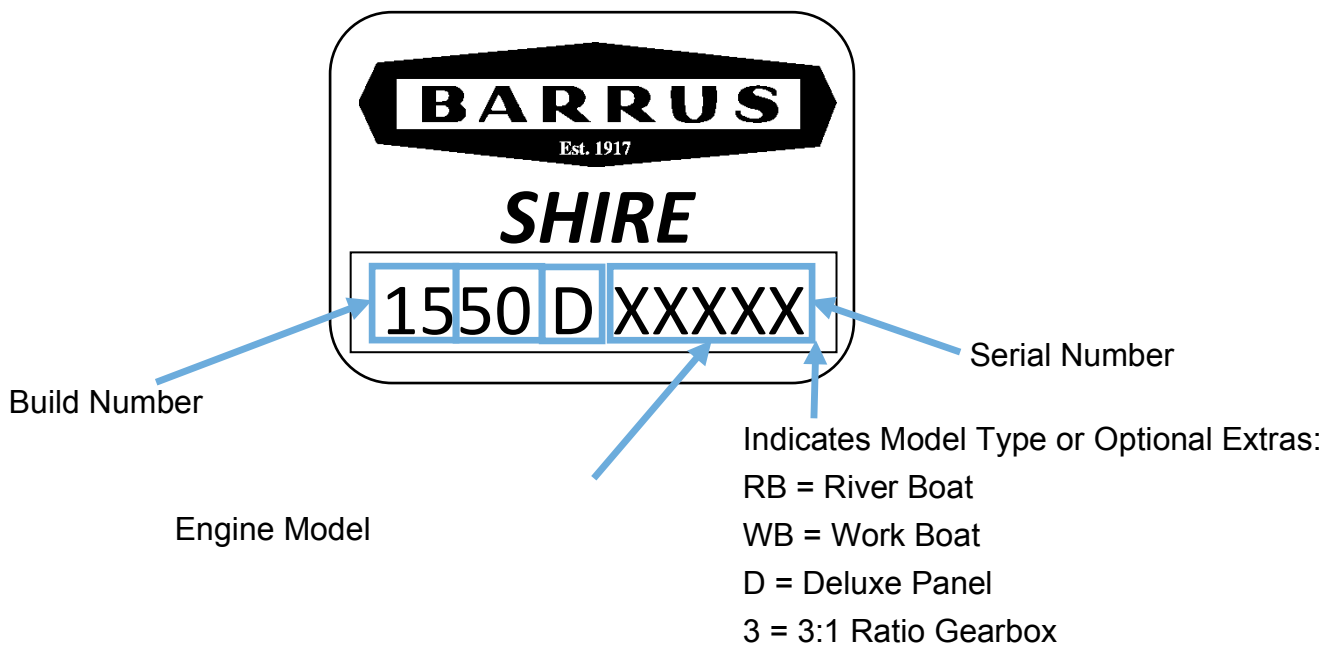 BARRUS
Est. 1917
SHIRE
1550 D XXXXX
Serial Number
Build Number
Indicates Model Type or Optional Extras:
RB = River Boat
Engine Model
WB = Work Boat
D = Deluxe Panel
3 = 3:1 Ratio Gearbox